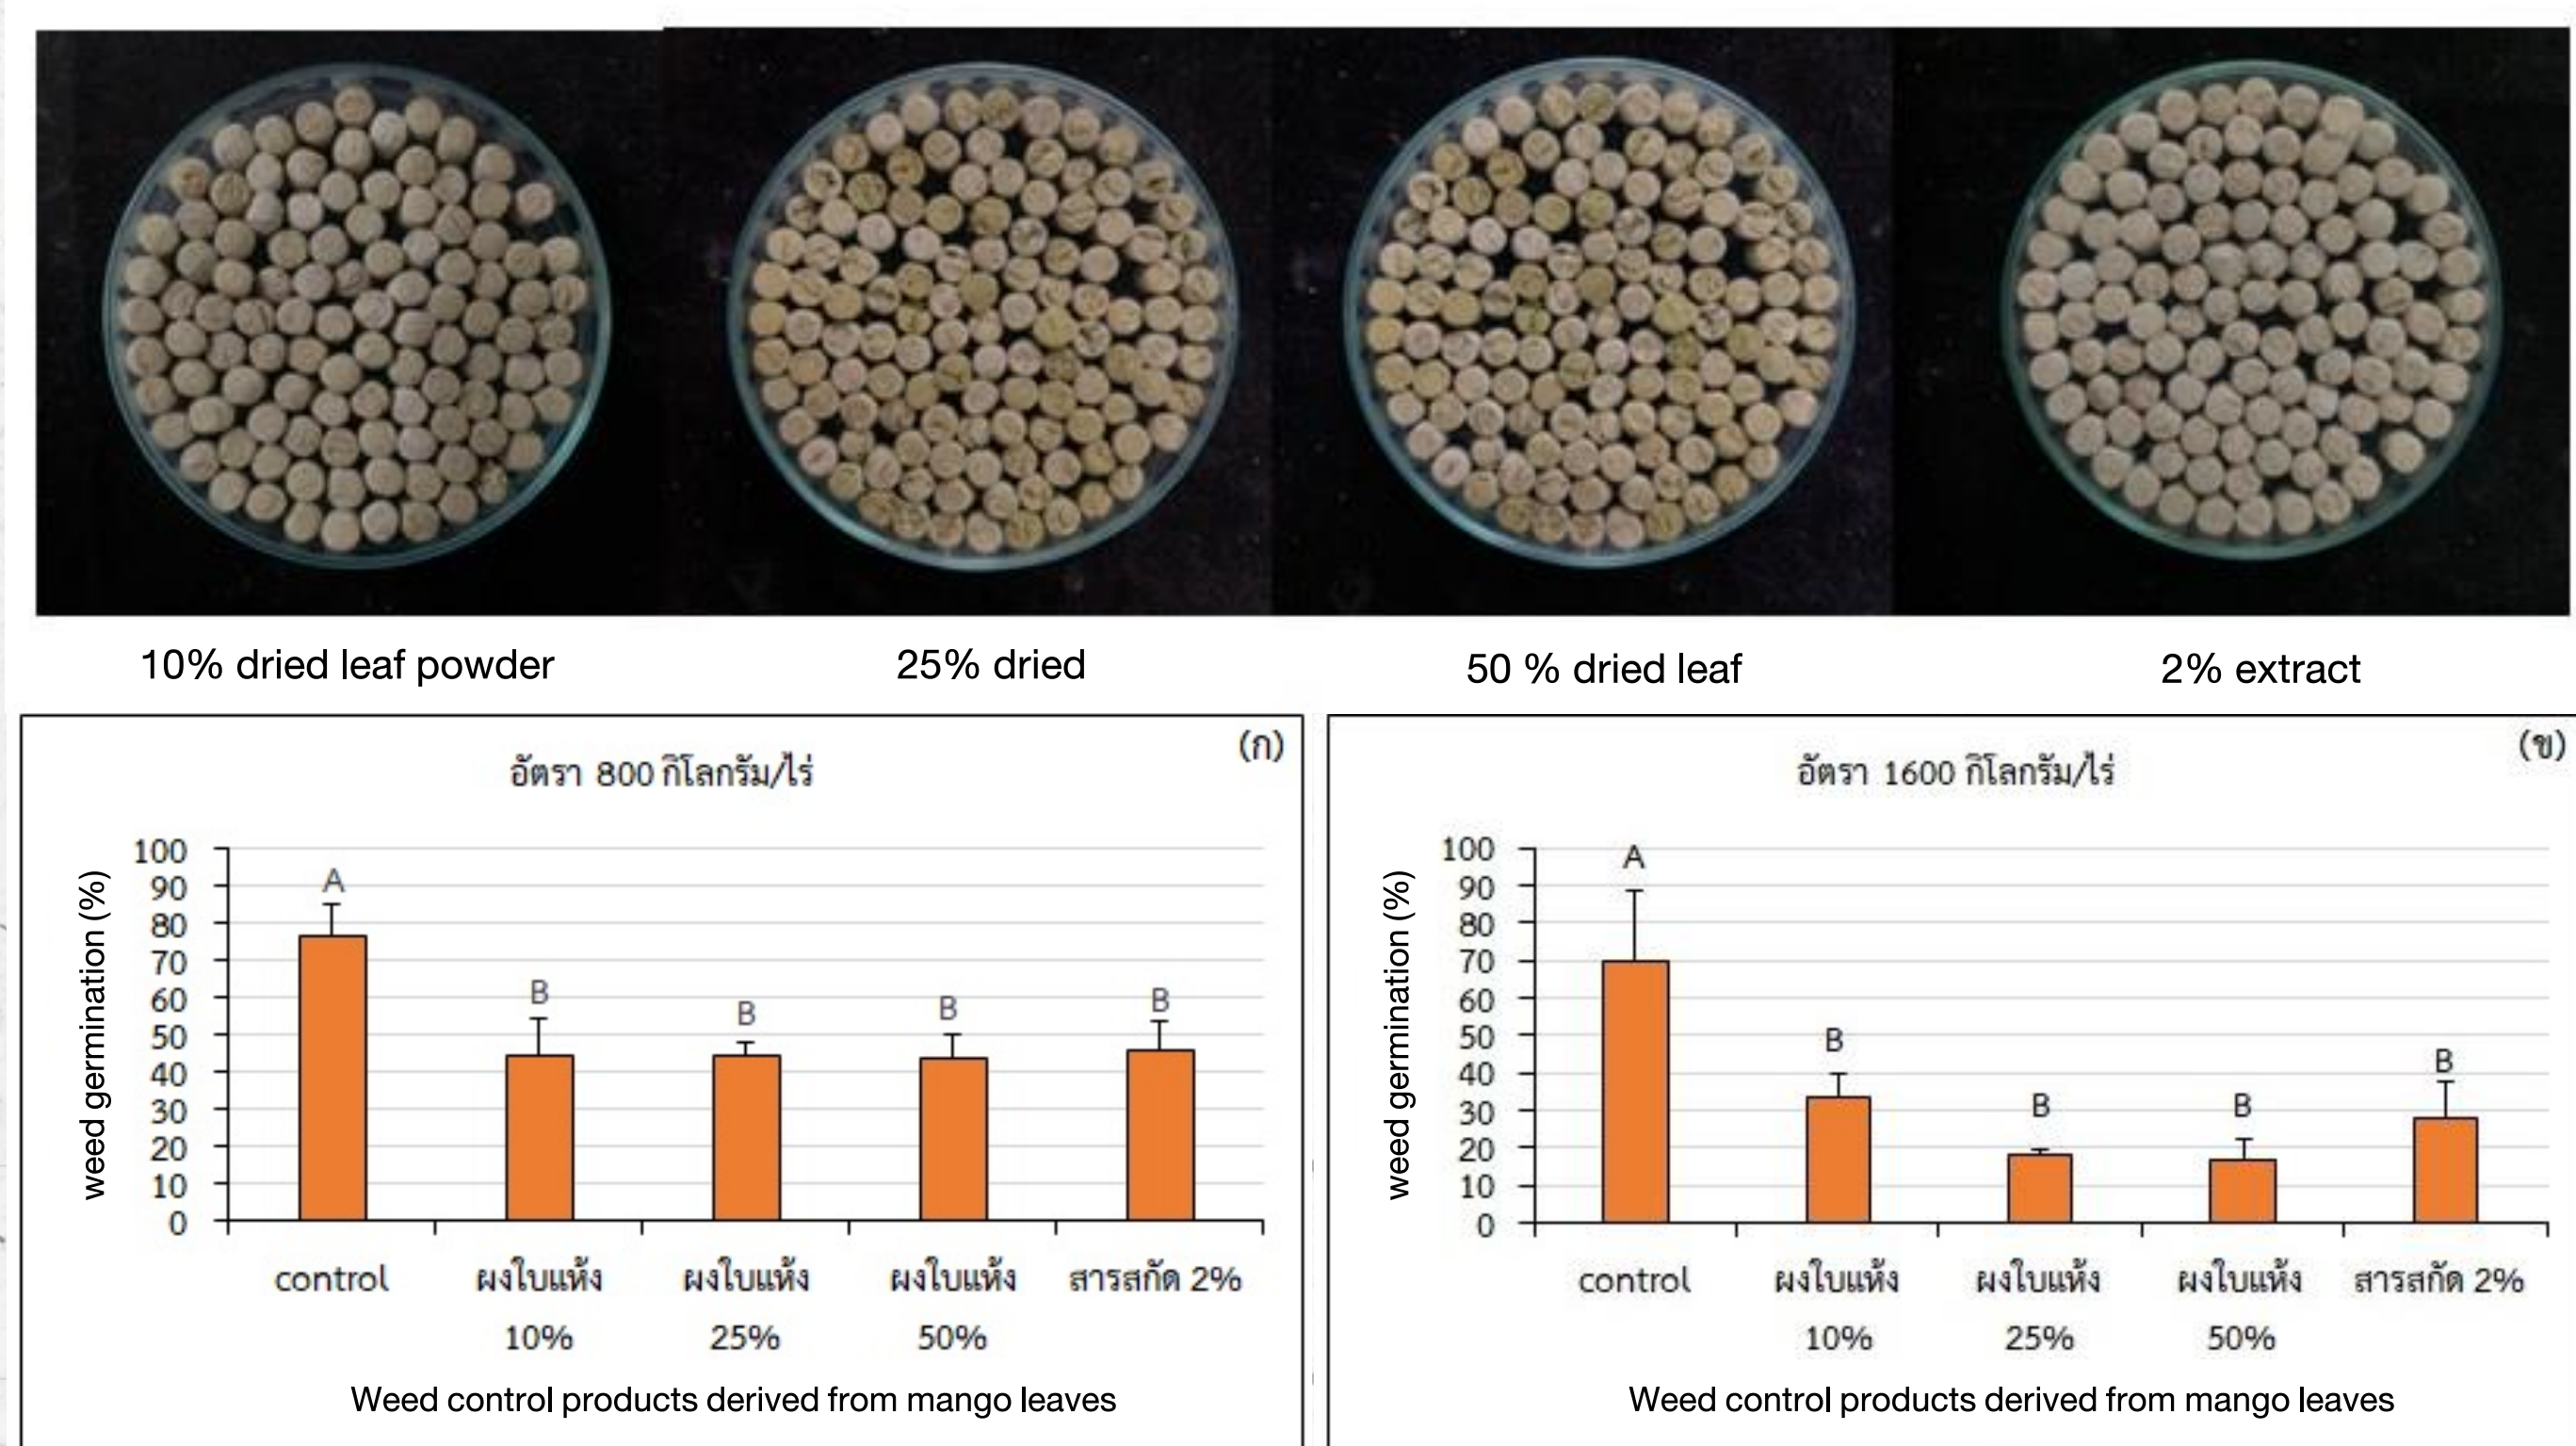 10% dried leaf powder
25% dried
50 % dried leaf
2% extract
(ก)
อัตรา 800 กิโลกรัม/ไร่
weed germination (%)
100
90
80
70
60
50
40
30
20
10
0
A
B
B
B
B
control
ผงใบแห้ง 10%
ผงใบแห้ง 25%
ผงใบแห้ง 50%
สารสกัด 2%
Weed control products derived from mango leaves
(ข)
อัตรา 1600 กิโลกรัม/ไร่
weed germination (%)
100
90
80
70
60
50
40
30
20
10
0
A
B
B
B
B
control
ผงใบแห้ง 10%
ผงใบแห้ง 25%
ผงใบแห้ง 50%
สารสกัด 2%
Weed control products derived from mango leaves